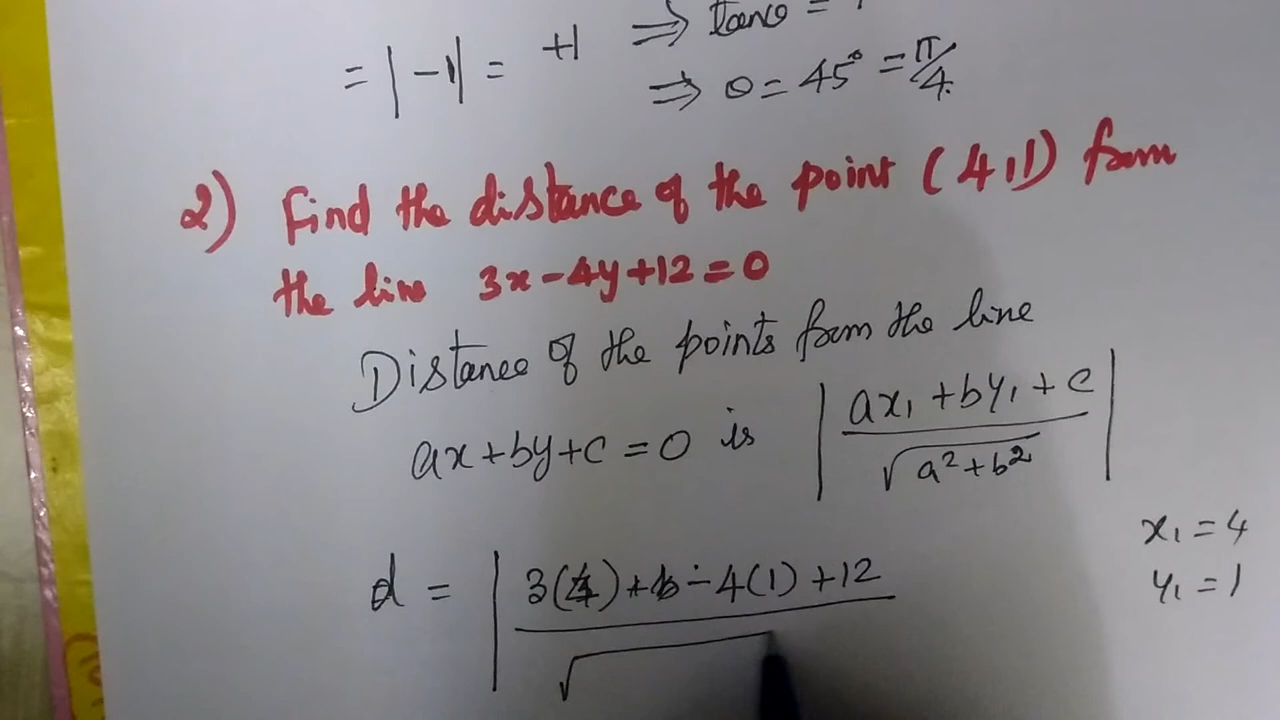 = |-1| = +1 ⇒ tanθ =
⇒ θ = 45° = π/4
2) Find the distance of the point (4,1) from
the line 3x-4y+12=0
Distance of the points from the line
ax+by+c=0 is |ax₁+by₁+c / √a²+b²|
x₁=4
y₁=1
d = |3(4)+ -4(1)+12 / √